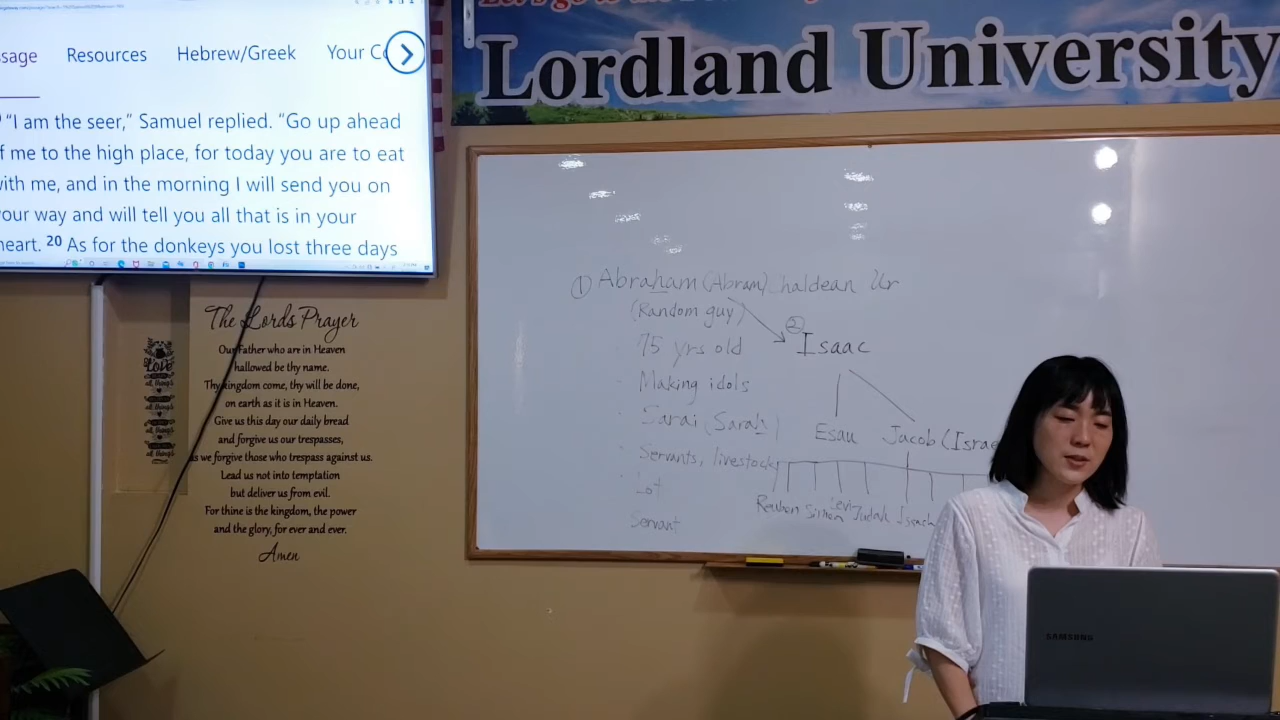 Resources Hebrew/Greek Your
"I am the seer," Samuel replied. "Go up ahead
me to the high place, for today you are to eat
me, and in the morning I will send you on
way and will tell you all that is in your
20 As for the donkeys you lost three days
Lordland University
The Lords Prayer
Our Father who are in Heaven
hallowed be thy name.
Thy kingdom come, thy will be done,
on earth as it is in Heaven.
Give us this day our daily bread
and forgive us our trespasses,
as we forgive those who trespass against us.
Lead us not into temptation
but deliver us from evil.
For thine is the kingdom, the power
and the glory, for ever and ever.
Amen
Love
① Abraham (Abram) haldean Ur
(Random guy)
② Isaac
75 yrs old
Making idols
Sarai (Sarah)
Esau Jacob (Israe
Servants, livestock
Lot
Reuben Simeon Levi Judah
Servant
SAMSUNG